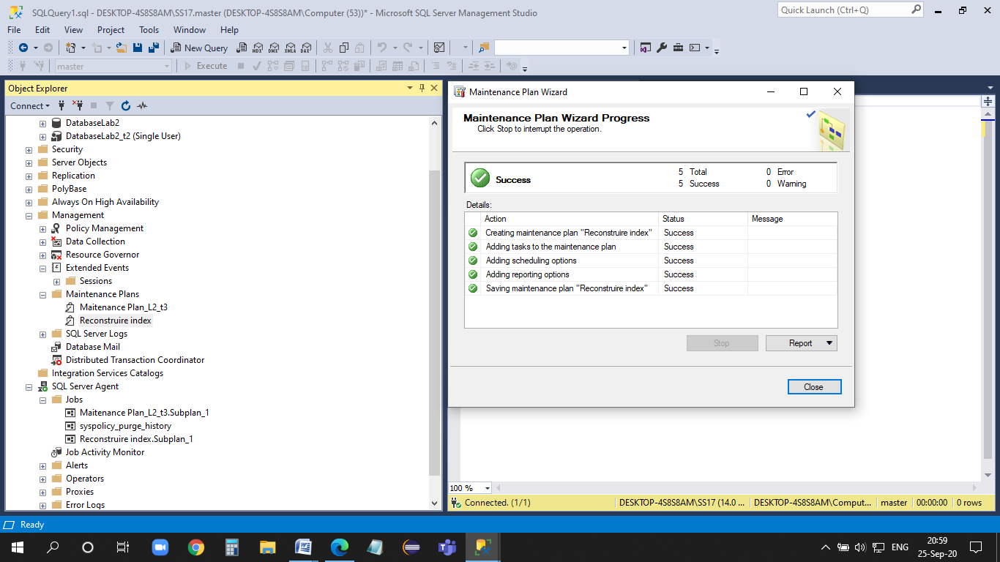 SQLQuery1.sql - DESKTOP-4S8S8AM\SS17.master (DESKTOP-4S8S8AM\Computer (53))* - Microsoft SQL Server Management Studio
Quick Launch (Ctrl+Q)
File Edit View Project Tools Window Help
New Query MDX DMX XMLA DAX
master Execute
Object Explorer
Connect
DatabaseLab2
DatabaseLab2_t2 (Single User)
Security
Server Objects
Replication
PolyBase
Always On High Availability
Management
Policy Management
Data Collection
Resource Governor
Extended Events
Sessions
Maintenance Plans
Maitenance Plan_L2_t3
Reconstruire index
SQL Server Logs
Database Mail
Distributed Transaction Coordinator
Integration Services Catalogs
SQL Server Agent
Jobs
Maitenance Plan_L2_t3.Subplan_1
syspolicy_purge_history
Reconstruire index.Subplan_1
Job Activity Monitor
Alerts
Operators
Proxies
Error Logs
Maintenance Plan Wizard
Maintenance Plan Wizard Progress
Click Stop to interrupt the operation.
Success
5 Total 0 Error
5 Success 0 Warning
Details:
Action Status Message
Creating maintenance plan "Reconstruire index" Success
Adding tasks to the maintenance plan Success
Adding scheduling options Success
Adding reporting options Success
Saving maintenance plan "Reconstruire index" Success
Stop Report
Close
100 %
Connected. (1/1) DESKTOP-4S8S8AM\SS17 (14.0 ... DESKTOP-4S8S8AM\Comput... master 00:00:00 0 rows
Ready
ENG
20:59
25-Sep-20